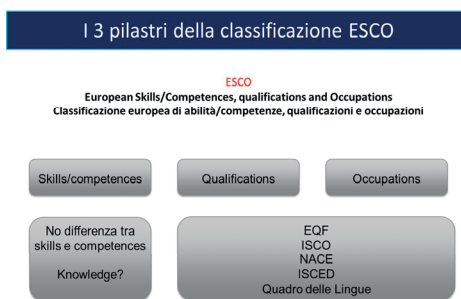 I 3 pilastri della classificazione ESCO
ESCO
European Skills/Competences, qualifications and Occupations
Classificazione europea di abilità/competenze, qualificazioni e occupazioni
Skills/competences
Qualifications
Occupations
No differenza tra
skills e competences
Knowledge?
EQF
ISCO
NACE
ISCED
Quadro delle Lingue